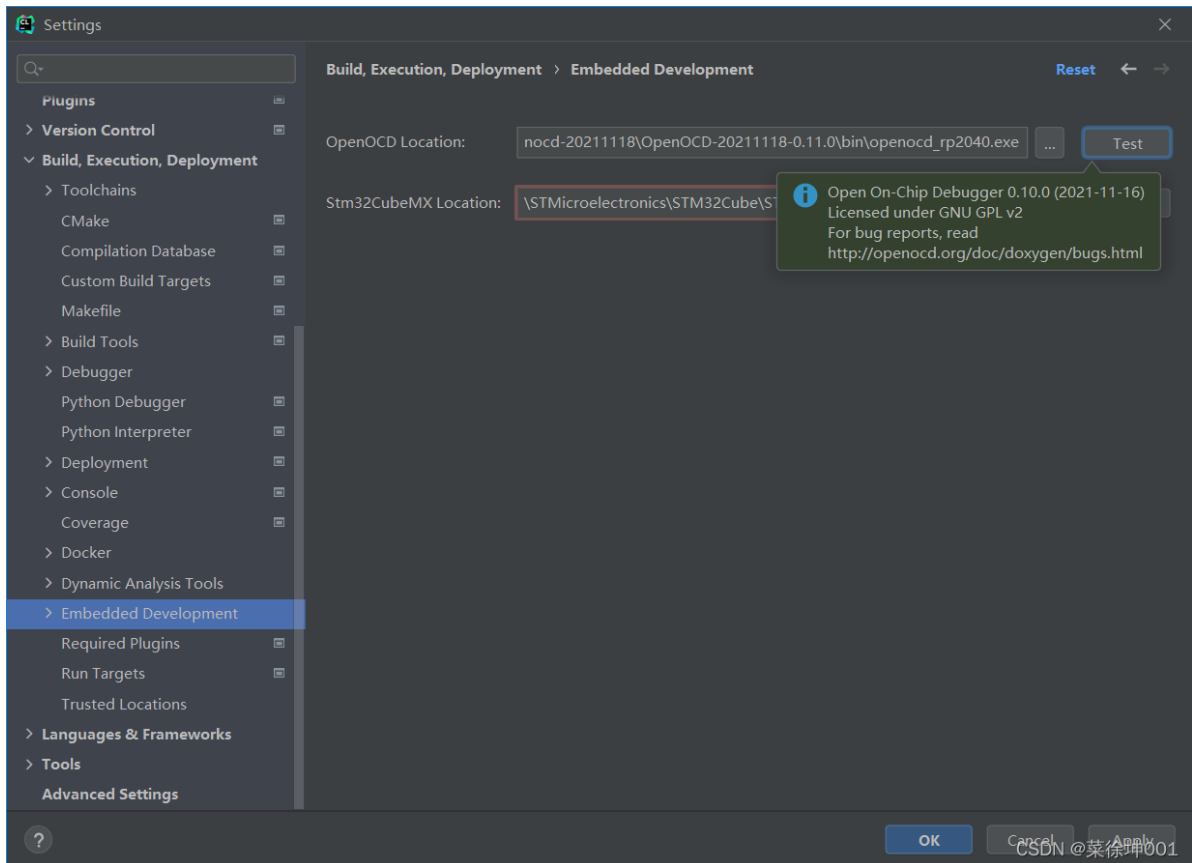 Settings
Plugins
Version Control
Build, Execution, Deployment
Toolchains
CMake
Compilation Database
Custom Build Targets
Makefile
Build Tools
Debugger
Python Debugger
Python Interpreter
Deployment
Console
Coverage
Docker
Dynamic Analysis Tools
Embedded Development
Required Plugins
Run Targets
Trusted Locations
Languages & Frameworks
Tools
Advanced Settings
Build, Execution, Deployment › Embedded Development
Reset
OpenOCD Location: nocd-20211118\OpenOCD-20211118-0.11.0\bin\openocd_rp2040.exe ... Test
Stm32CubeMX Location: \STMicroelectronics\STM32Cube\ST
Open On-Chip Debugger 0.10.0 (2021-11-16)
Licensed under GNU GPL v2
For bug reports, read
http://openocd.org/doc/doxygen/bugs.html
? OK Cancel Apply
CSDN @菜徐坤001